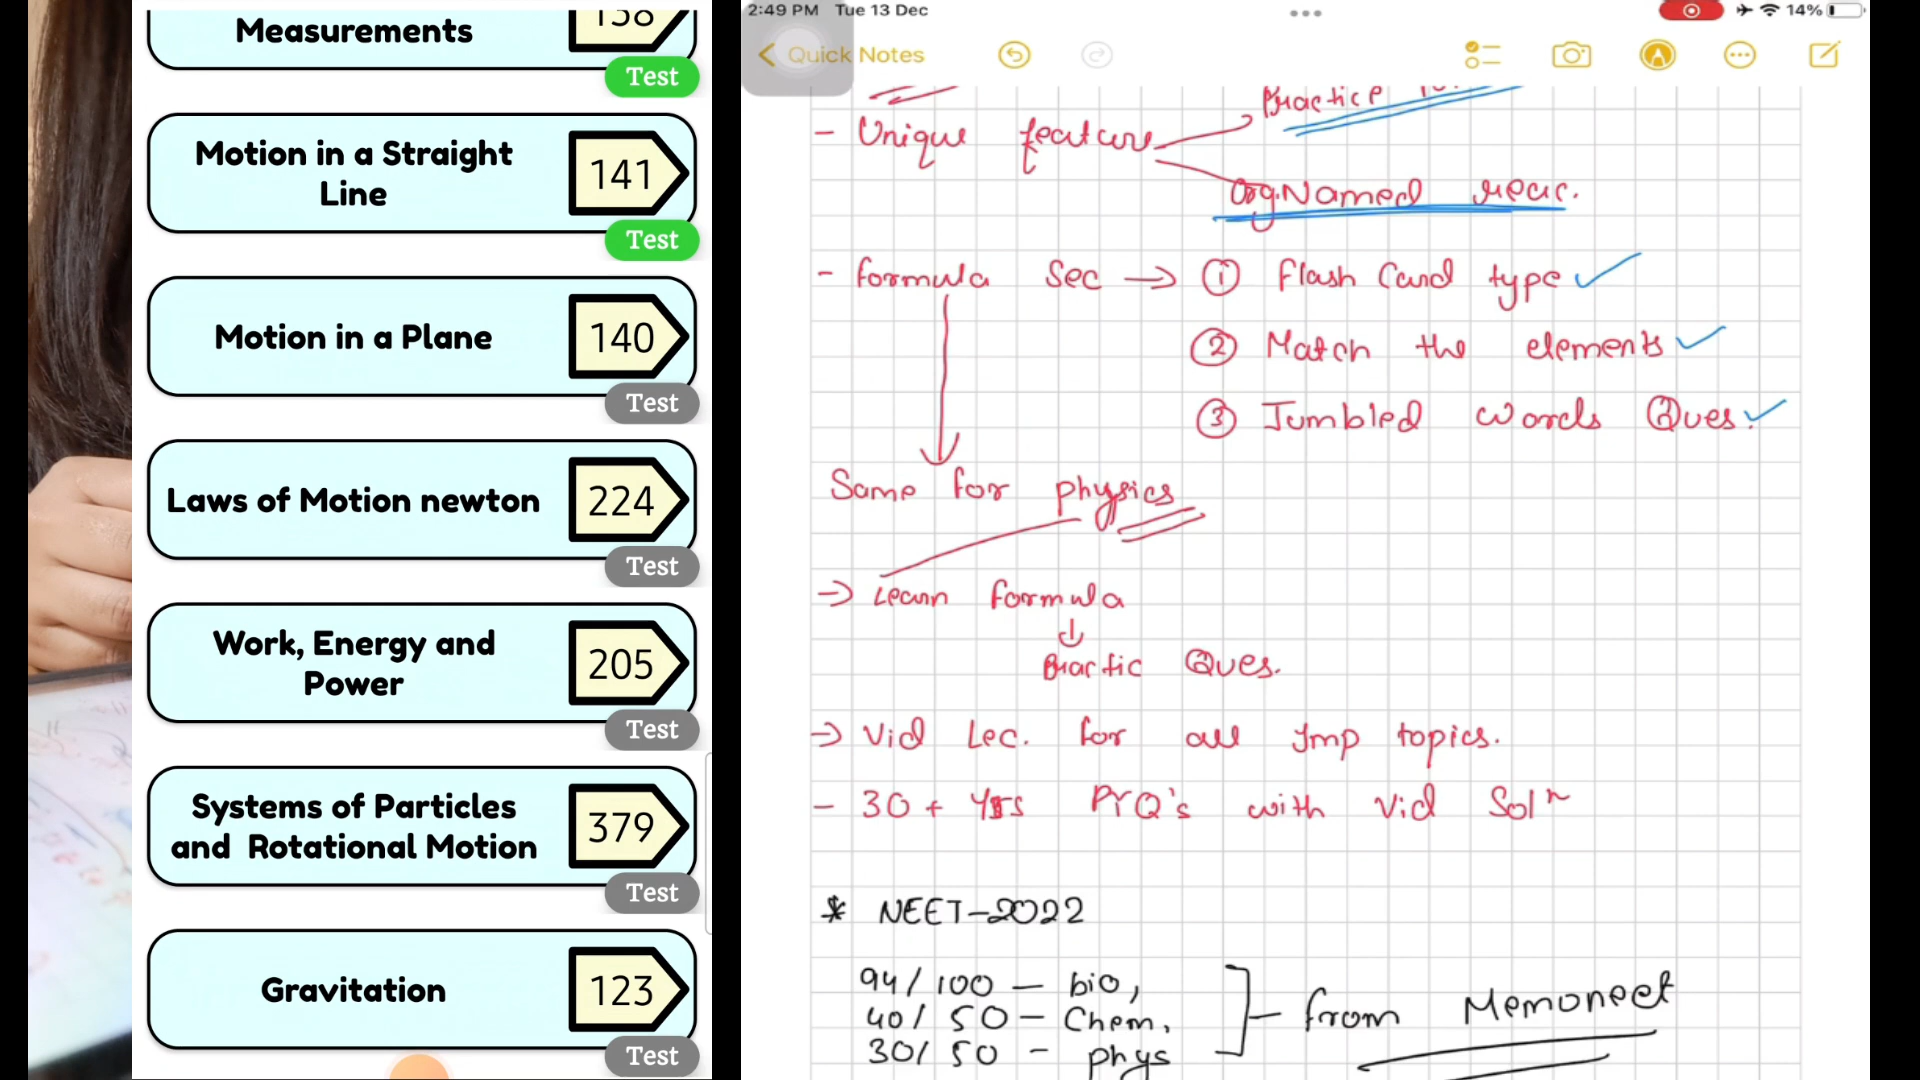 Measurements
138
Test
Motion in a Straight
Line
141
Test
Motion in a Plane
140
Test
Laws of Motion newton
224
Test
Work, Energy and
Power
205
Test
Systems of Particles
and Rotational Motion
379
Test
Gravitation
123
Test
2:49 PM Tue 13 Dec
14%
Quick Notes
Practice
- Unique feature
Org. Named reac.
- formula Sec → ① flash Card type
② Match the elements
③ Jumbled words Ques.
Same for physics
→ Learn formula
Practic Ques.
→ Vid Lec. for all Imp topics.
- 30+ Yrs PYQ's with Vid Solⁿ
* NEET-2022
94/100 - bio,
40/50 - Chem,
30/50 - phys
from Memoneet